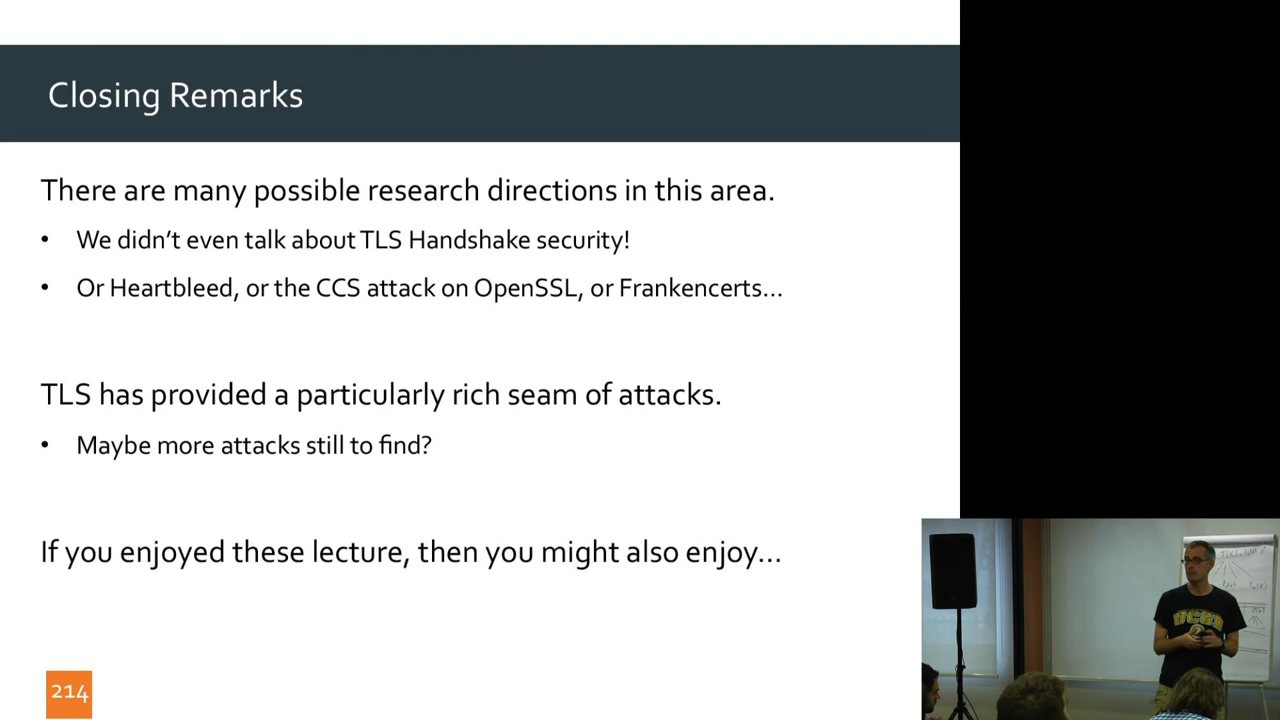 Closing Remarks
There are many possible research directions in this area.
• We didn't even talk about TLS Handshake security!
• Or Heartbleed, or the CCS attack on OpenSSL, or Frankencerts...
TLS has provided a particularly rich seam of attacks.
• Maybe more attacks still to find?
If you enjoyed these lecture, then you might also enjoy...
214